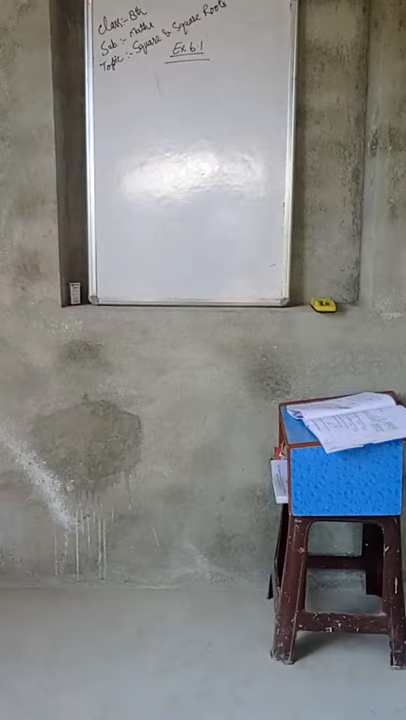 Class:- 8th
Sub:- Maths
Topic:- Square & Square Roots
Ex 6.1